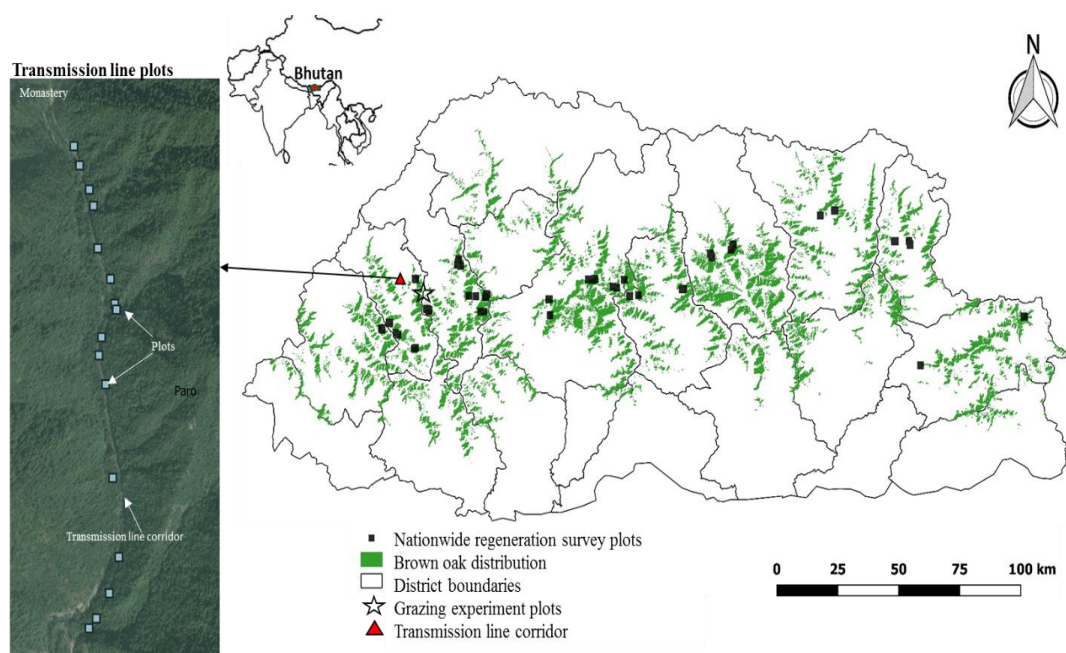 Transmission line plots
Monastery
Plots
Paro
Transmission line corridor
Bhutan
N
Nationwide regeneration survey plots
Brown oak distribution
District boundaries
Grazing experiment plots
Transmission line corridor
0 25 50 75 100 km